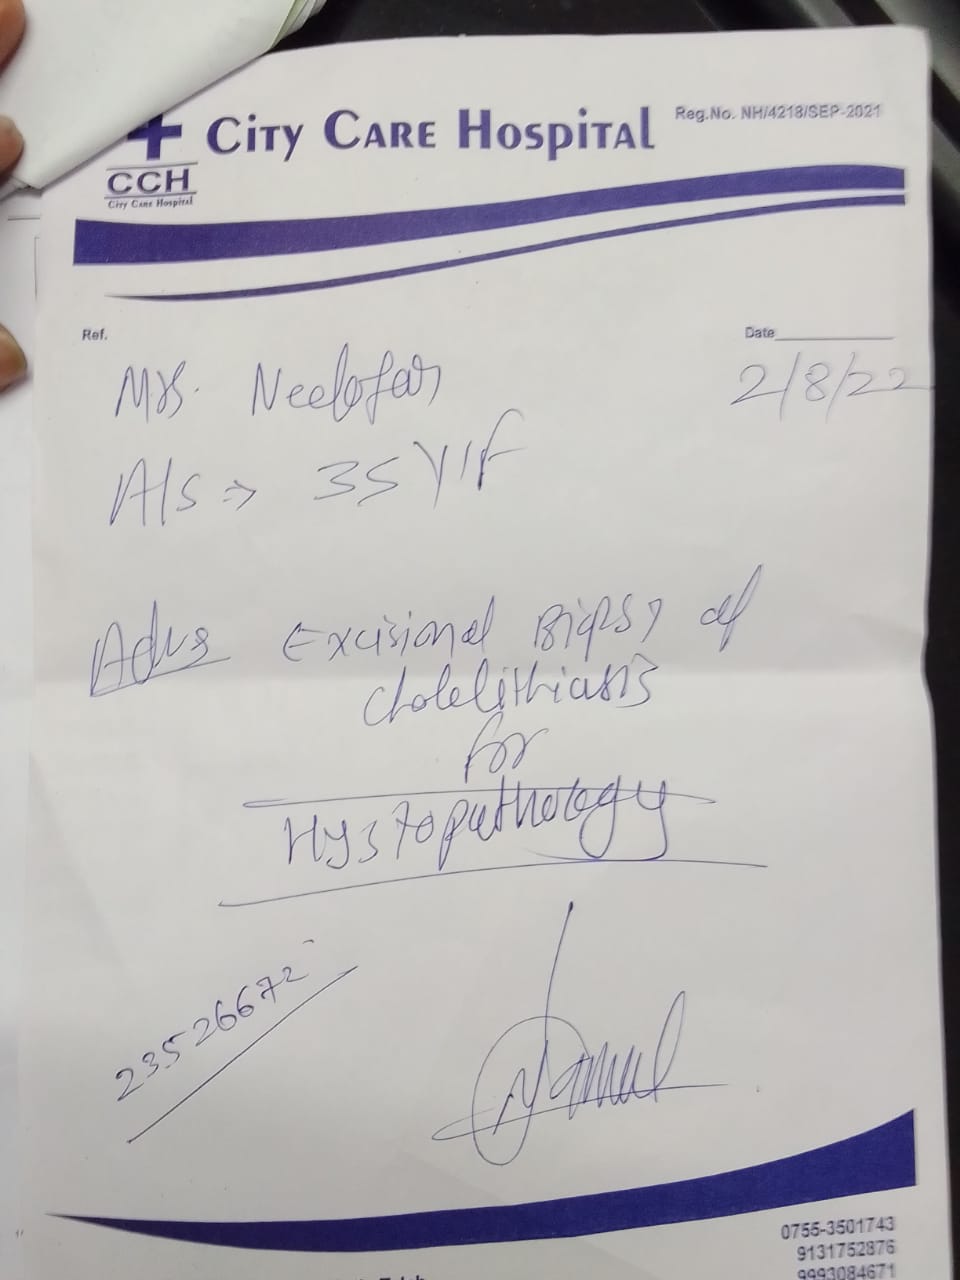 City Care Hospital
Reg.No. NH/4218/SEP-2021
CCH
City Care Hospital
Ref.
Date
Mrs. Neelofar
2/8/22
A/S => 35 Y/F
Adv Excisional Biopsy of
cholelithiasis
for
Hystopathology
23526672
0755-3501743
9131752876
9993084671